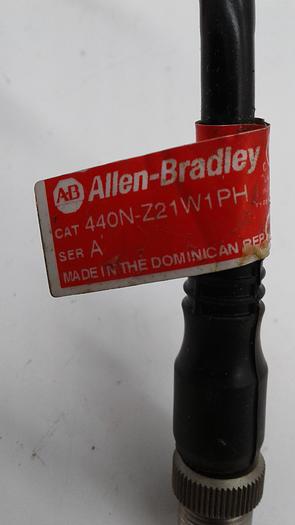 AB Allen-Bradley
CAT 440N-Z21W1PH
SER A
MADE IN THE DOMINICAN REP